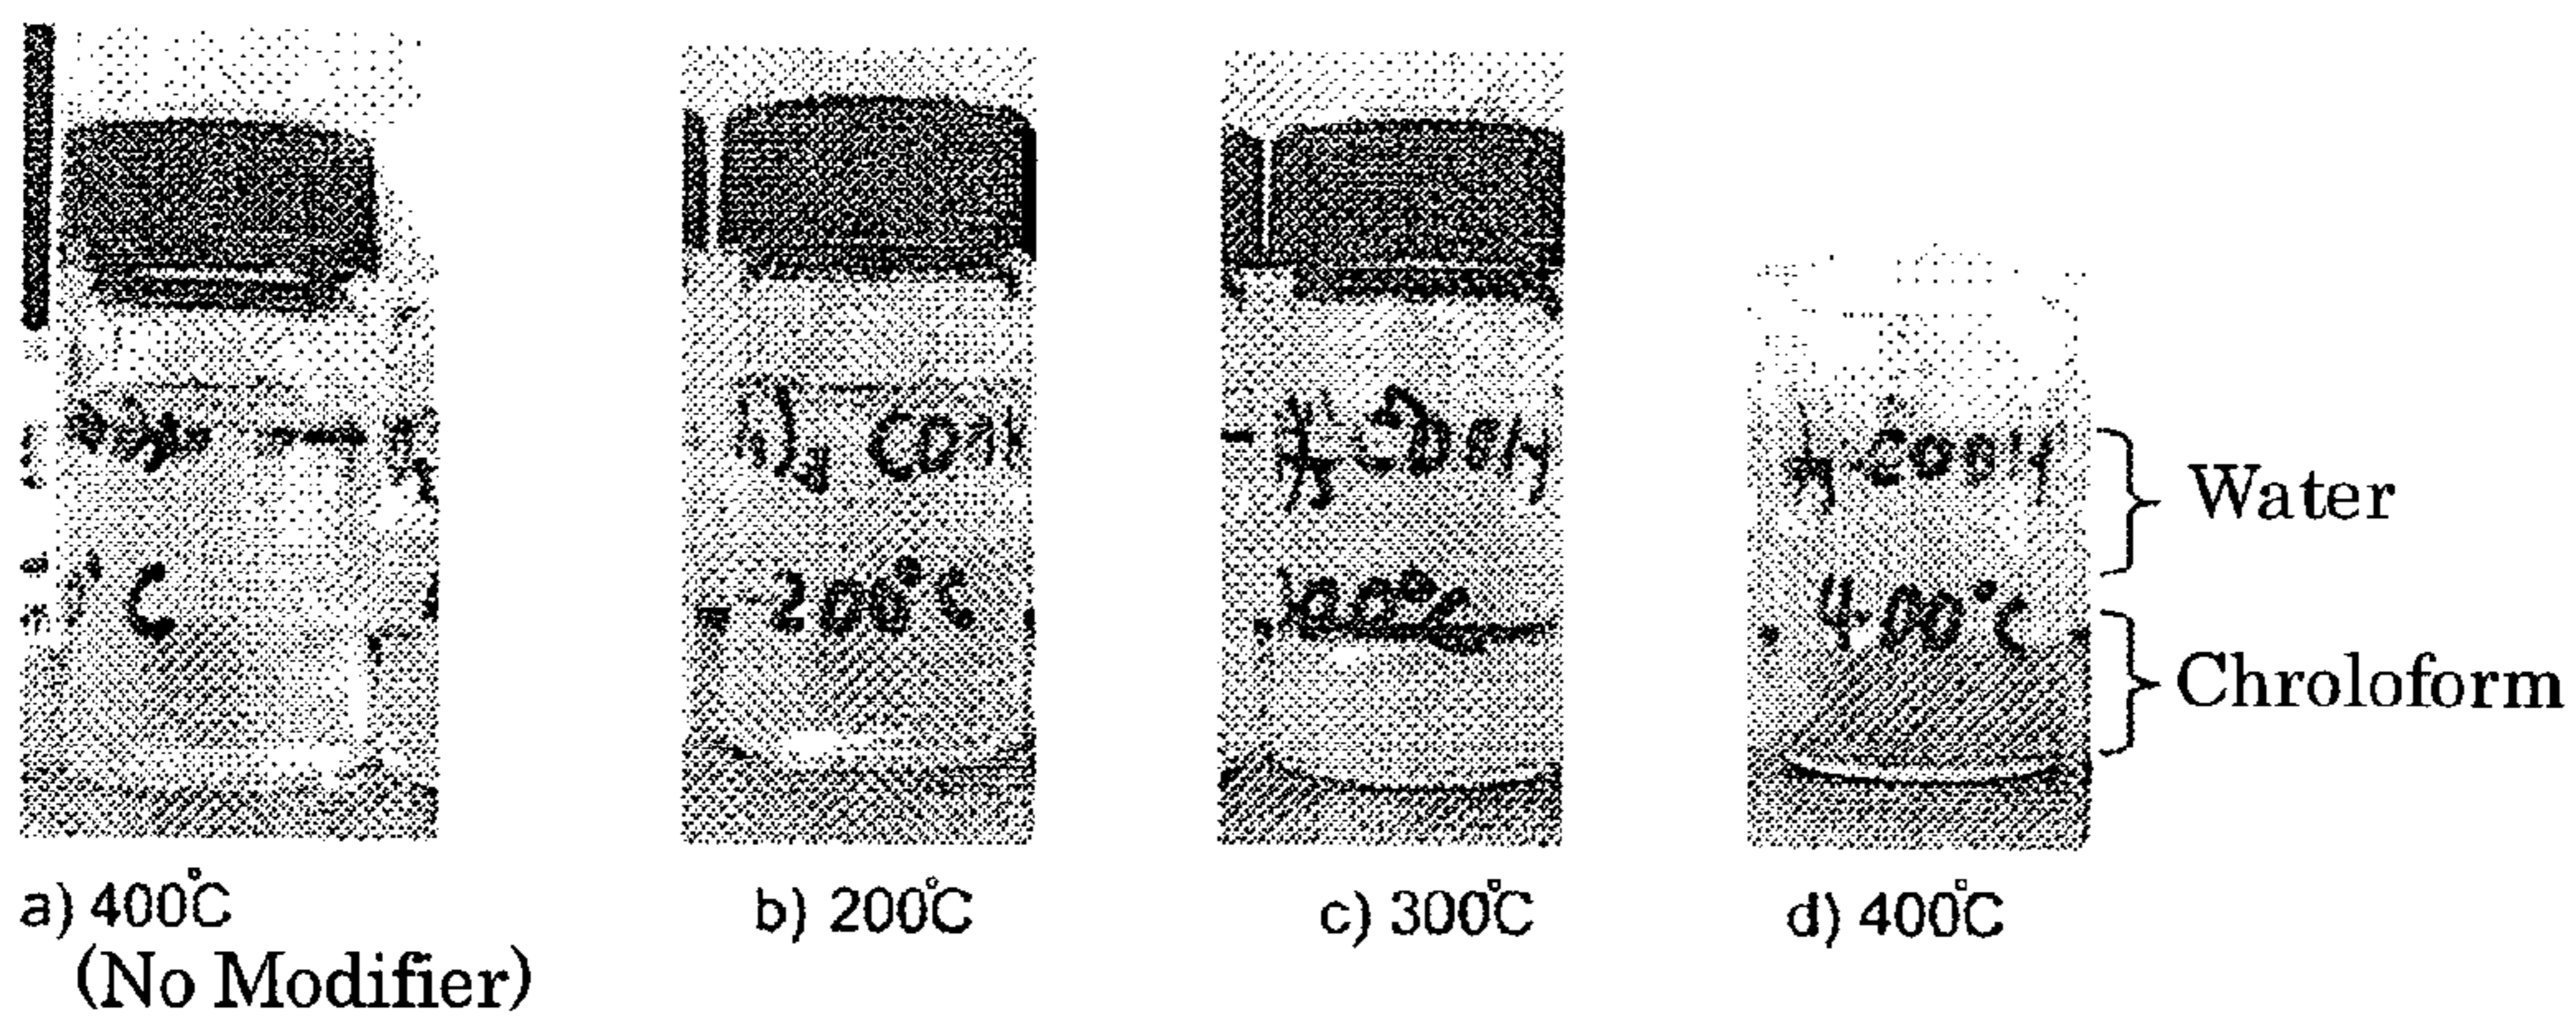 200°C
400°C
Water
Chroloform
a) 400°C
(No Modifier)
b) 200°C
c) 300°C
d) 400°C